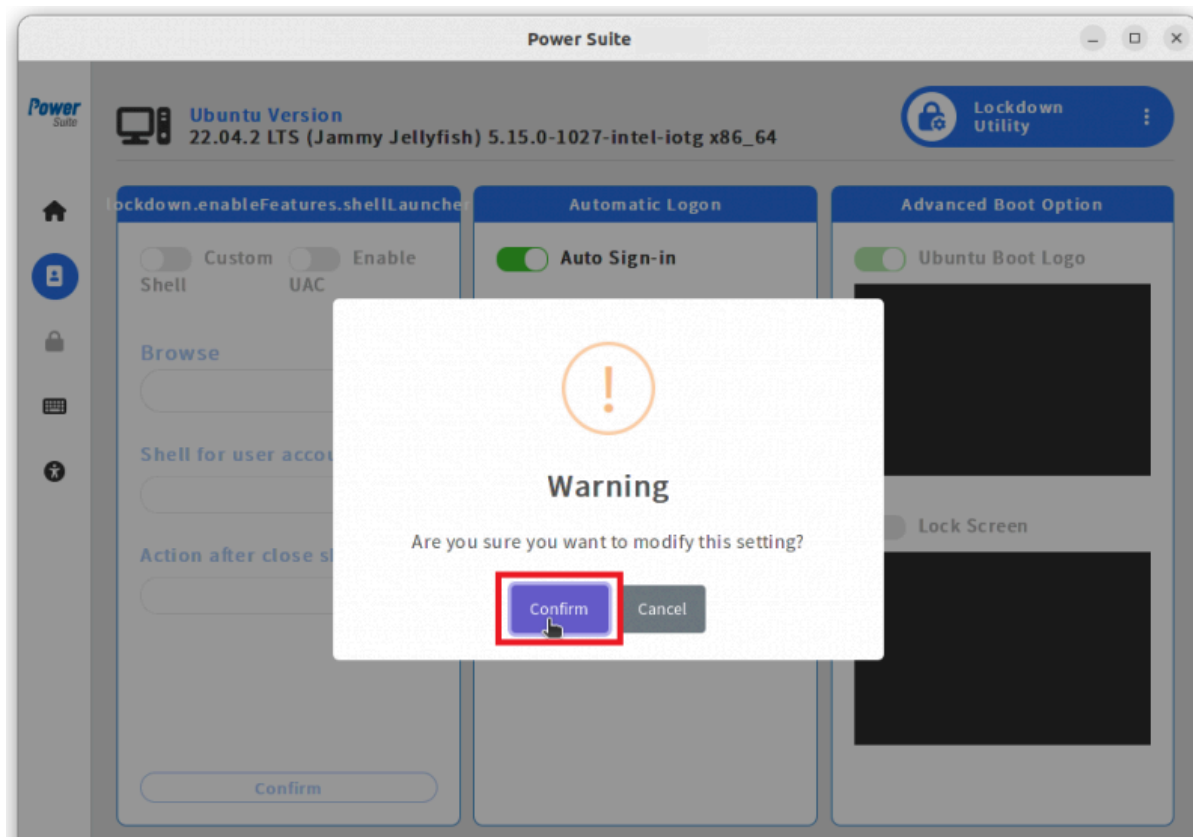 Power Suite
Power
Suite
Ubuntu Version
22.04.2 LTS (Jammy Jellyfish) 5.15.0-1027-intel-iotg x86_64
Lockdown
Utility
lockdown.enableFeatures.shellLauncher
Automatic Logon
Advanced Boot Option
Custom
Shell
Enable
UAC
Auto Sign-in
Ubuntu Boot Logo
Browse
Shell for user accou
Action after close s
Lock Screen
Confirm
!
Warning
Are you sure you want to modify this setting?
Confirm
Cancel